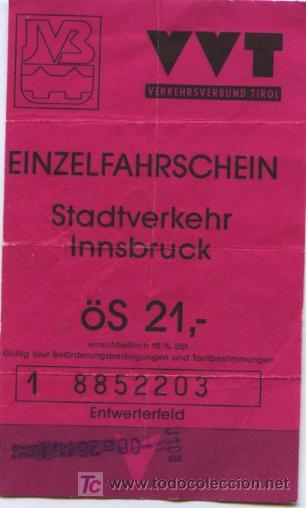 IVB
VVT
VERKEHRSVERBUND TIROL
EINZELFAHRSCHEIN
Stadtverkehr
Innsbruck
öS 21,-
einschließlich 10 % USt.
Gültig laut Beförderungsbedingungen und Tarifbestimmungen
1 8852203
Entwerterfeld
TC www.todocoleccion.net